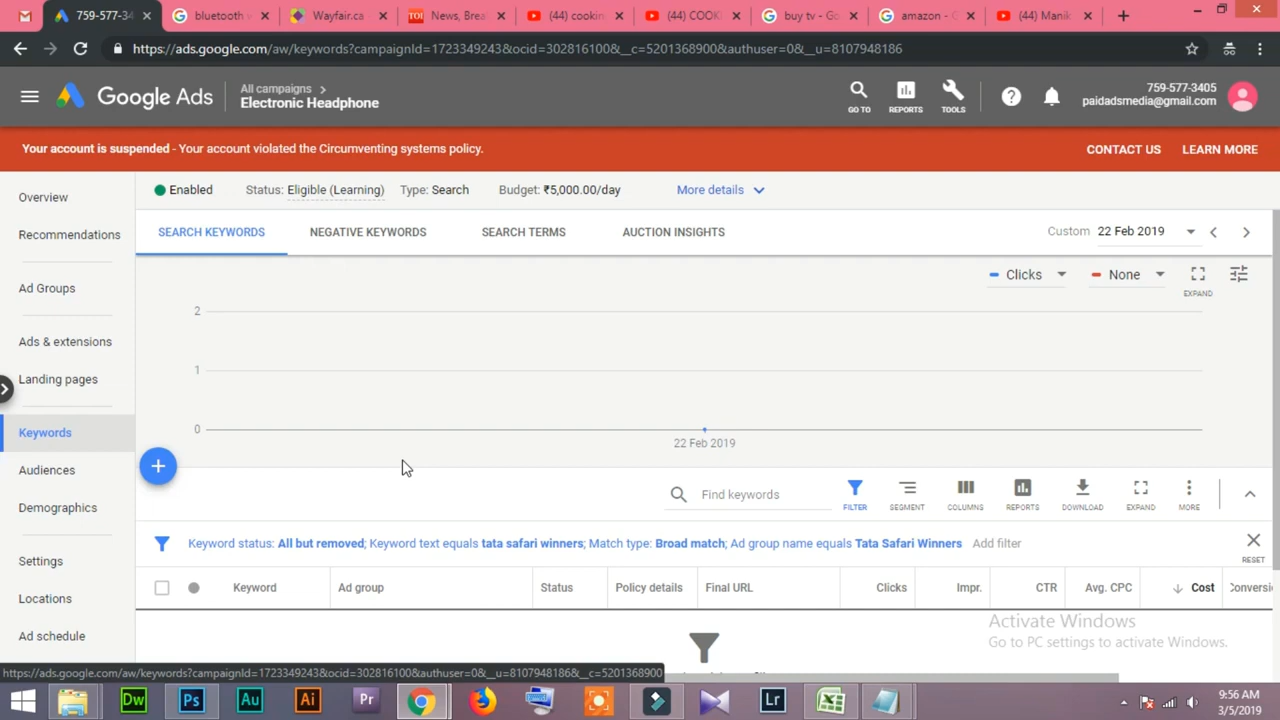 759-577-34
bluetooth v
Wayfair.ca
News, Brea
(44) cookin
(44) COOK
buy tv - Go
amazon - G
(44) Manik
https://ads.google.com/aw/keywords?campaignId=1723349243&ocid=302816100&__c=5201368900&authuser=0&__u=8107948186
Google Ads
All campaigns >
Electronic Headphone
GO TO
REPORTS
TOOLS
759-577-3405
paidadsmedia@gmail.com
Your account is suspended - Your account violated the Circumventing systems policy.
CONTACT US
LEARN MORE
Overview
Recommendations
Ad Groups
Ads & extensions
Landing pages
Keywords
Audiences
Demographics
Settings
Locations
Ad schedule
Enabled
Status: Eligible (Learning)
Type: Search
Budget: ₹5,000.00/day
More details
SEARCH KEYWORDS
NEGATIVE KEYWORDS
SEARCH TERMS
AUCTION INSIGHTS
Custom 22 Feb 2019
Clicks
None
EXPAND
2
1
0
22 Feb 2019
Find keywords
FILTER
SEGMENT
COLUMNS
REPORTS
DOWNLOAD
EXPAND
MORE
Keyword status: All but removed; Keyword text equals tata safari winners; Match type: Broad match; Ad group name equals Tata Safari Winners Add filter
RESET
Keyword
Ad group
Status
Policy details
Final URL
Clicks
Impr.
CTR
Avg. CPC
Cost
Conversio
Activate Windows
Go to PC settings to activate Windows.
https://ads.google.com/aw/keywords?campaignId=1723349243&ocid=302816100&authuser=0&__u=8107948186&__c=5201368900
Dw
Ps
Au
Ai
Pr
Lr
9:56 AM
3/5/2019